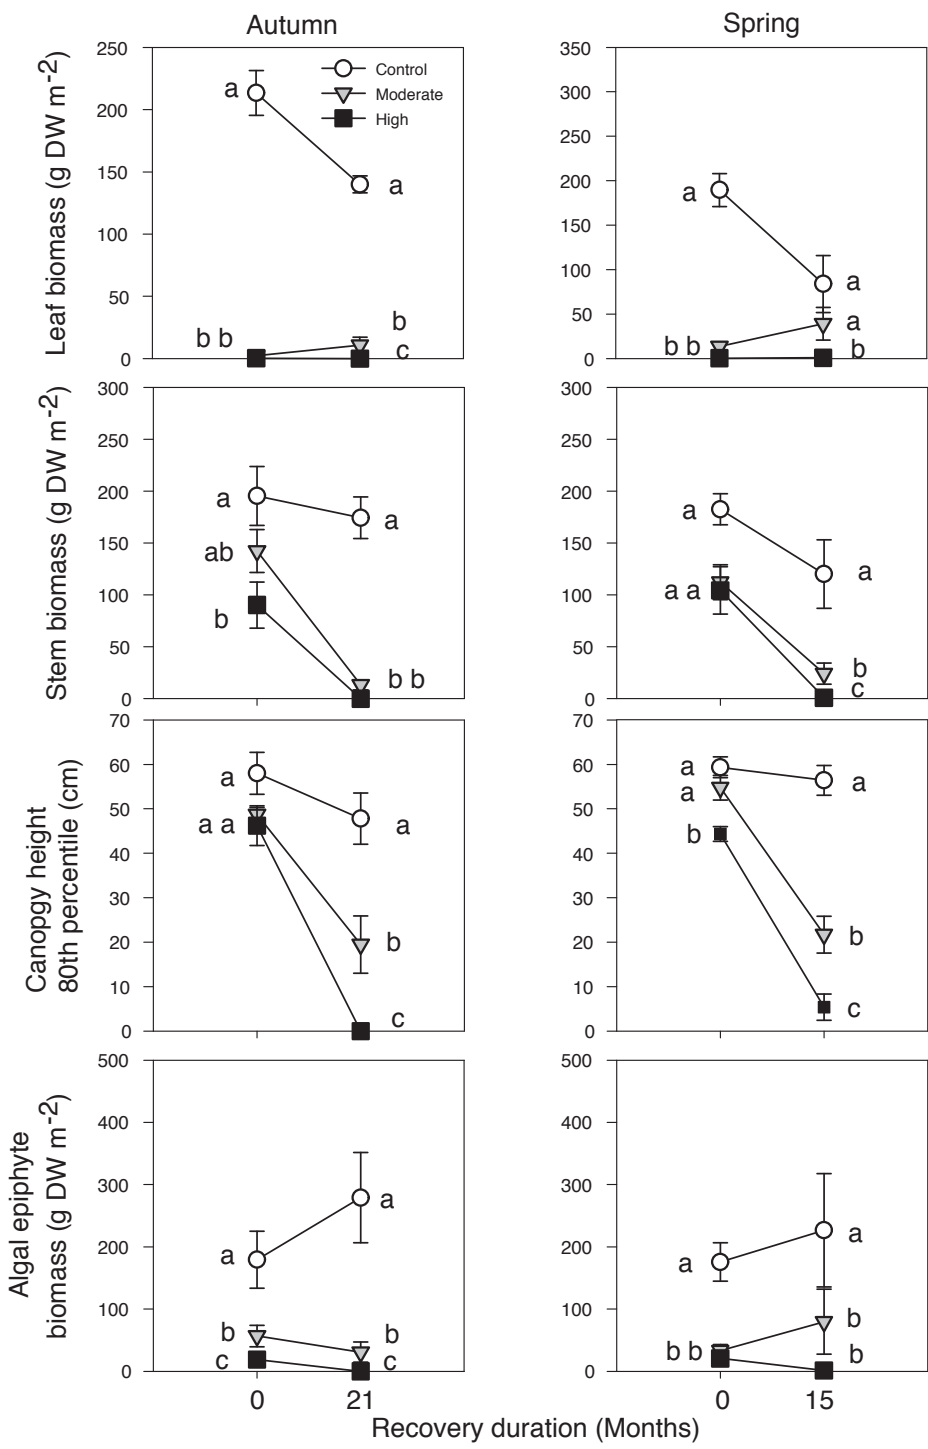 Autumn
Spring
Leaf biomass (g DW m-2)
250
200
150
100
50
0
Control
Moderate
High
a
a
b b
b
c
350
300
250
200
150
100
50
0
a
a
a
b b
b
Stem biomass (g DW m-2)
300
250
200
150
100
50
0
a
a
ab
b
b b
300
250
200
150
100
50
0
a
a
a a
b
c
Canopgy height
80th percentile (cm)
70
60
50
40
30
20
10
0
a
a
a a
b
c
70
60
50
40
30
20
10
0
a
a
a
b
b
c
Algal epiphyte
biomass (g DW m-2)
500
400
300
200
100
0
a
a
b
b
c
c
0
21
500
400
300
200
100
0
a
a
b
b b
b
0
15
Recovery duration (Months)